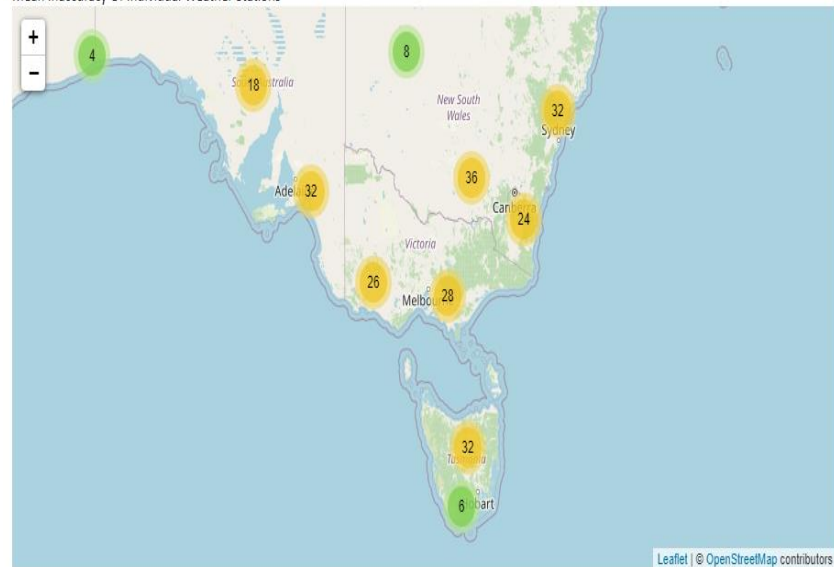 Mean Inaccuracy Of Individual Weather Stations
+
−
4
8
18
South Australia
New South
Wales
32
Sydney
36
Adelaide
32
Canberra
24
Victoria
26
Melbourne
28
32
Tasmania
6
Hobart
Leaflet | © OpenStreetMap contributors